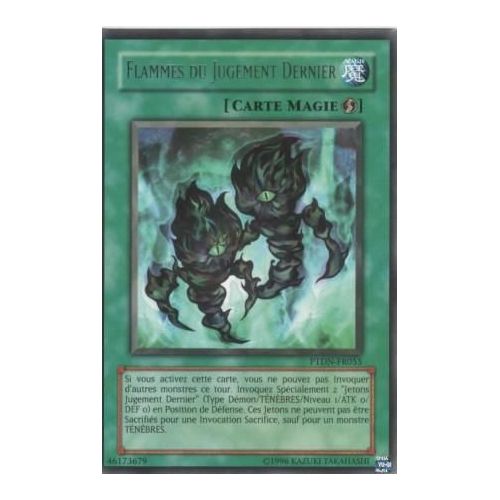 FLAMMES DU JUGEMENT DERNIER
魔
[CARTE MAGIE]
PTDN-FR053
Si vous activez cette carte, vous ne pouvez pas Invoquer
d'autres monstres ce tour. Invoquez Spécialement 2 "Jetons
Jugement Dernier" (Type Démon/TÉNÈBRES/Niveau 1/ATK 0/
DEF 0) en Position de Défense. Ces Jetons ne peuvent pas être
Sacrifiés pour une Invocation Sacrifice, sauf pour un monstre
TÉNÈBRES.
46173679
©1996 KAZUKI TAKAHASHI